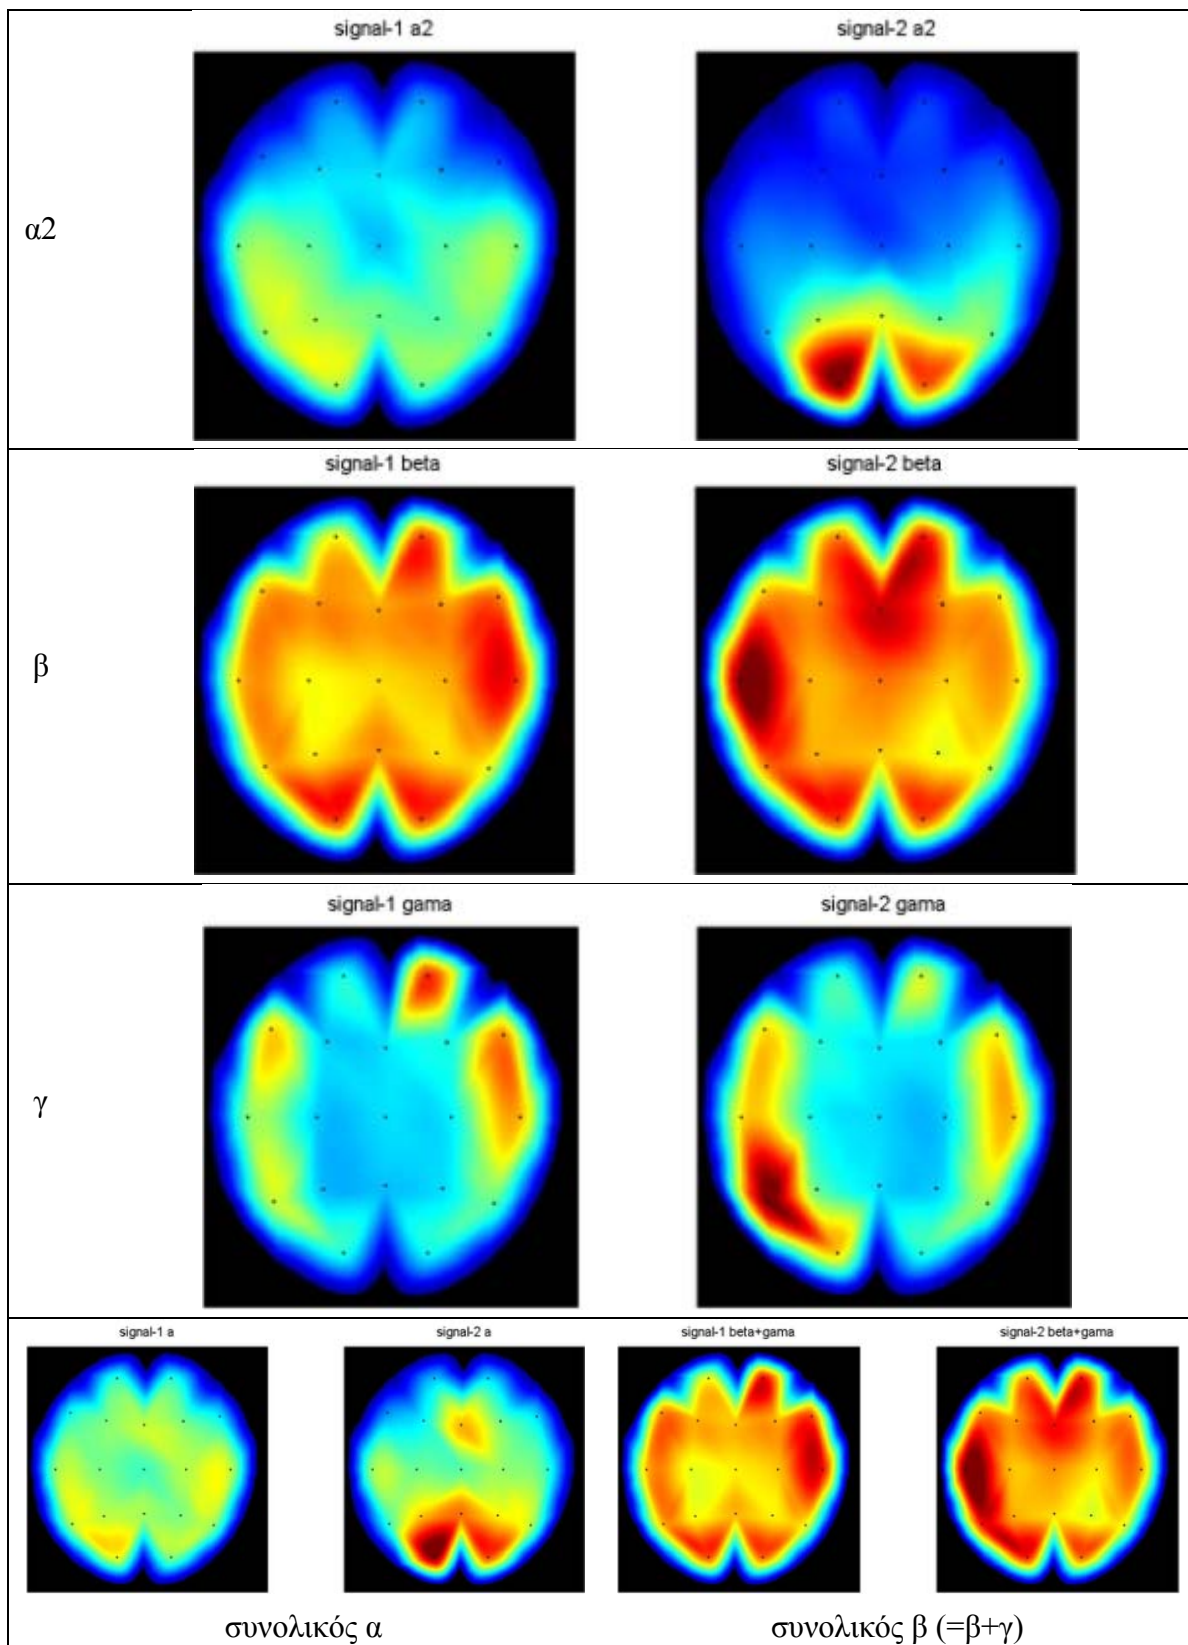 signal-1 a2 signal-2 a2
α2
signal-1 beta signal-2 beta
β
signal-1 gama signal-2 gama
γ
signal-1 a signal-2 a signal-1 beta+gama signal-2 beta+gama
συνολικός α συνολικός β (=β+γ)